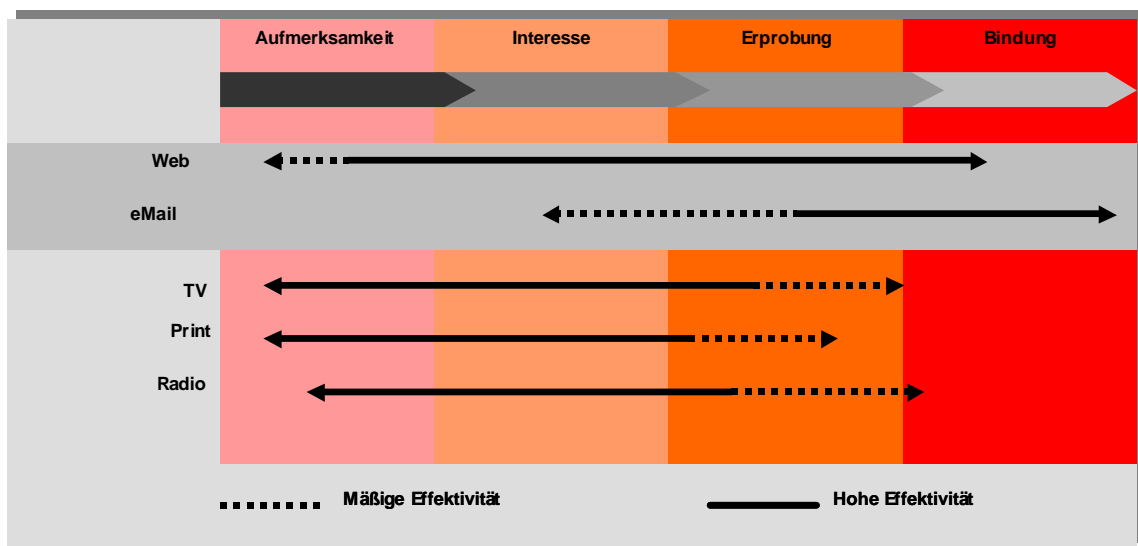 Aufmerksamkeit Interesse Erprobung Bindung
Web
eMail
TV
Print
Radio
Mäßige Effektivität Hohe Effektivität